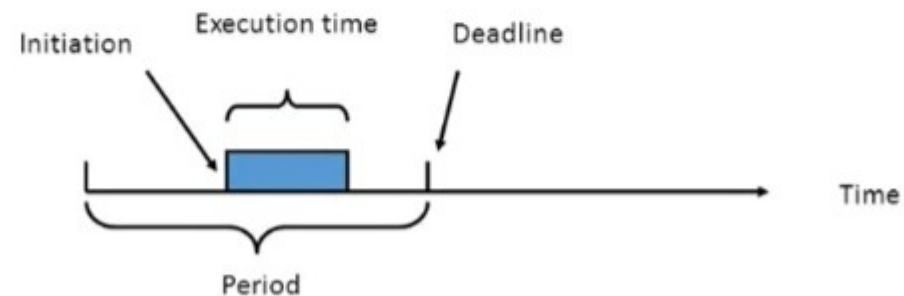 Execution time
Initiation
Deadline
Time
Period